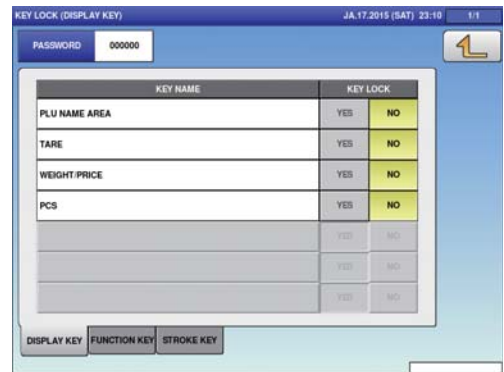 KEY LOCK (DISPLAY KEY) JA.17.2015 (SAT) 23:10 1/1
PASSWORD 000000
KEY NAME KEY LOCK
PLU NAME AREA YES NO
TARE YES NO
WEIGHT/PRICE YES NO
PCS YES NO
YES NO
YES NO
YES NO
DISPLAY KEY FUNCTION KEY STROKE KEY